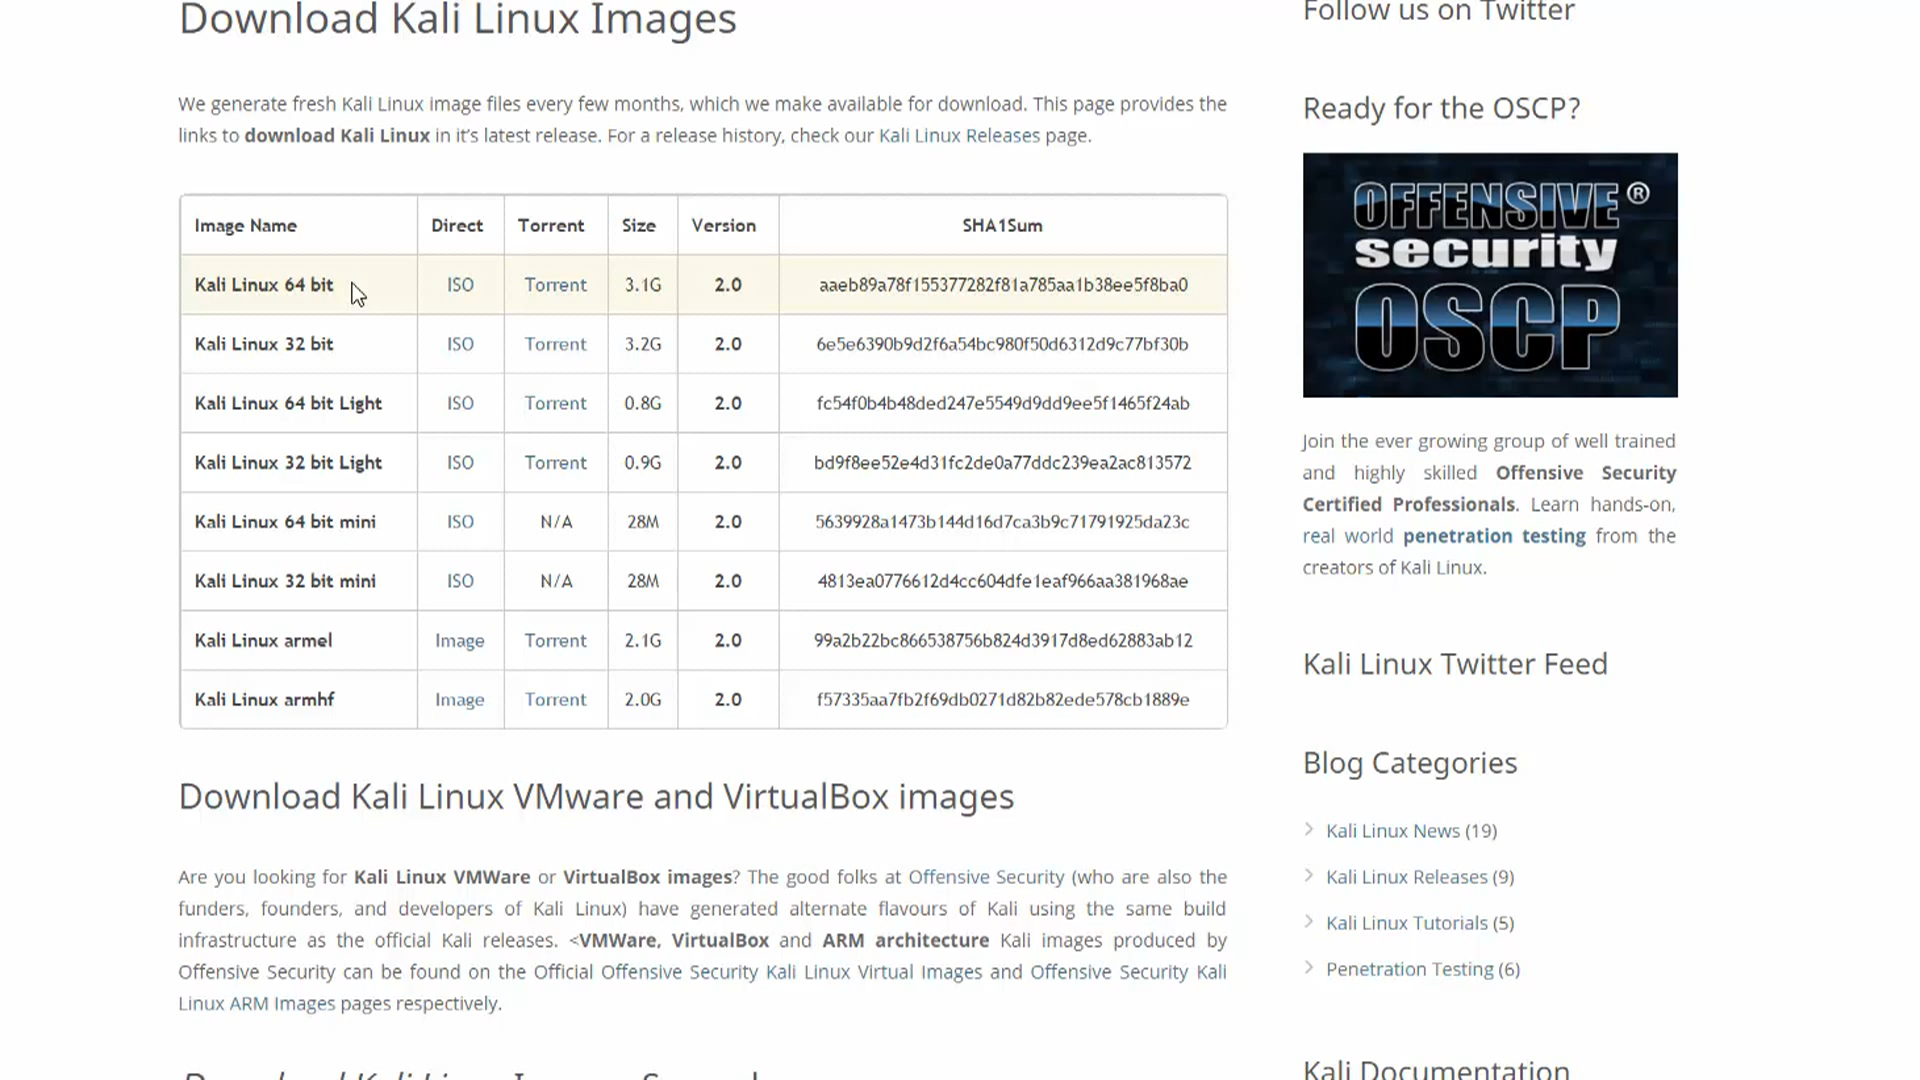 Download Kali Linux Images
We generate fresh Kali Linux image files every few months, which we make available for download. This page provides the
links to download Kali Linux in it's latest release. For a release history, check our Kali Linux Releases page.
Image Name Direct Torrent Size Version SHA1Sum
Kali Linux 64 bit ISO Torrent 3.1G 2.0 aaeb89a78f155377282f81a785aa1b38ee5f8ba0
Kali Linux 32 bit ISO Torrent 3.2G 2.0 6e5e6390b9d2f6a54bc980f50d6312d9c77bf30b
Kali Linux 64 bit Light ISO Torrent 0.8G 2.0 fc54f0b4b48ded247e5549d9dd9ee5f1465f24ab
Kali Linux 32 bit Light ISO Torrent 0.9G 2.0 bd9f8ee52e4d31fc2de0a77ddc239ea2ac813572
Kali Linux 64 bit mini ISO N/A 28M 2.0 5639928a1473b144d16d7ca3b9c71791925da23c
Kali Linux 32 bit mini ISO N/A 28M 2.0 4813ea0776612d4cc604dfe1eaf966aa381968ae
Kali Linux armel Image Torrent 2.1G 2.0 99a2b22bc866538756b824d3917d8ed62883ab12
Kali Linux armhf Image Torrent 2.0G 2.0 f57335aa7fb2f69db0271d82b82ede578cb1889e
Download Kali Linux VMware and VirtualBox images
Are you looking for Kali Linux VMWare or VirtualBox images? The good folks at Offensive Security (who are also the
funders, founders, and developers of Kali Linux) have generated alternate flavours of Kali using the same build
infrastructure as the official Kali releases. <VMWare, VirtualBox and ARM architecture Kali images produced by
Offensive Security can be found on the Official Offensive Security Kali Linux Virtual Images and Offensive Security Kali
Linux ARM Images pages respectively.
Follow us on Twitter
Ready for the OSCP?
OFFENSIVE®
security
OSCP
Join the ever growing group of well trained
and highly skilled Offensive Security
Certified Professionals. Learn hands-on,
real world penetration testing from the
creators of Kali Linux.
Kali Linux Twitter Feed
Blog Categories
Kali Linux News (19)
Kali Linux Releases (9)
Kali Linux Tutorials (5)
Penetration Testing (6)
Kali Documentation